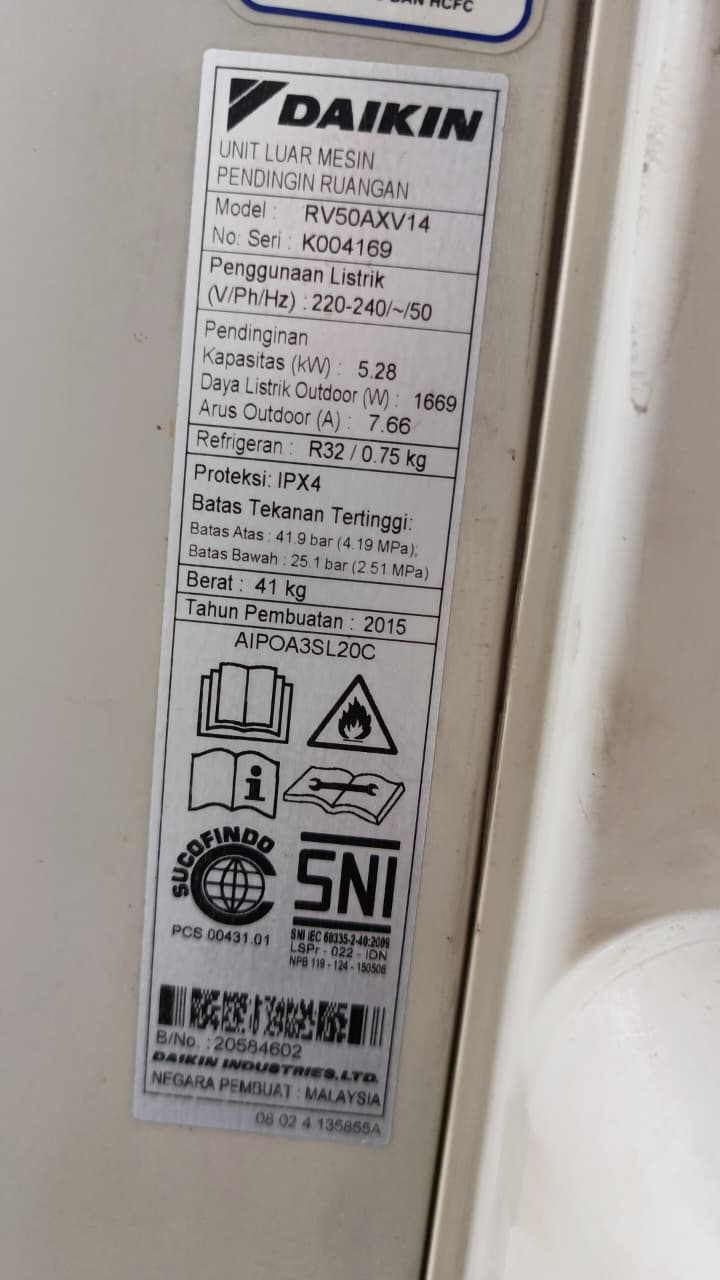 DAN HCFC
DAIKIN
UNIT LUAR MESIN
PENDINGIN RUANGAN
Model : RV50AXV14
No: Seri : K004169
Penggunaan Listrik
(V/Ph/Hz) : 220-240/~/50
Pendinginan
Kapasitas (kW) : 5.28
Daya Listrik Outdoor (W) : 1669
Arus Outdoor (A) : 7.66
Refrigeran : R32 / 0.75 kg
Proteksi: IPX4
Batas Tekanan Tertinggi:
Batas Atas : 41.9 bar (4.19 MPa);
Batas Bawah : 25.1 bar (2.51 MPa)
Berat : 41 kg
Tahun Pembuatan : 2015
AIPOA3SL20C
SUCOFINDO
SNI
PCS 00431.01
SNI IEC 60335-2-40:2009
LSPr - 022 - IDN
NPB 119 - 124 - 150506
B/No. : 20584602
DAIKIN INDUSTRIES, LTD.
NEGARA PEMBUAT : MALAYSIA
08 02 4 135855A